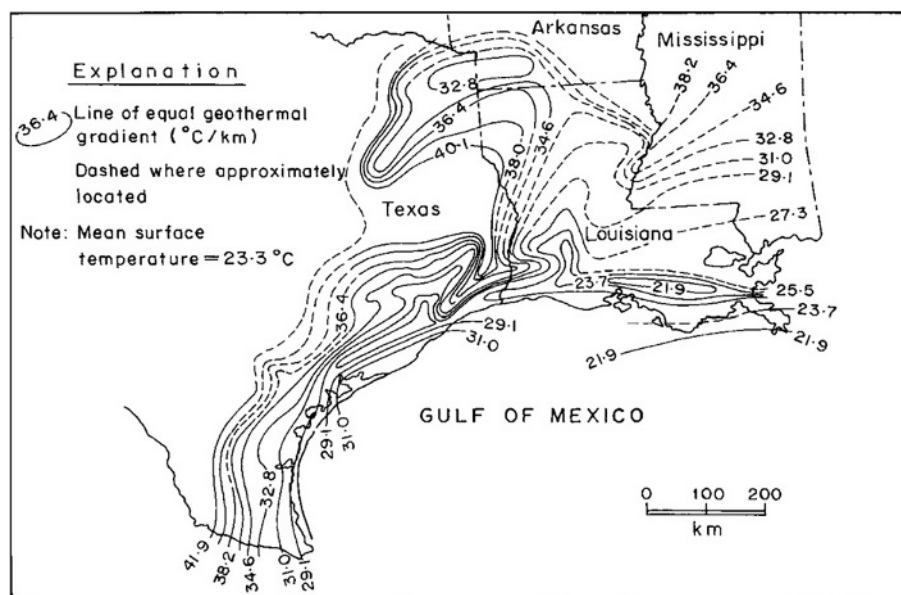 Arkansas
Mississippi
Explanation
36·4
Line of equal geothermal
gradient (°C/km)
Dashed where approximately
located
Note: Mean surface
temperature = 23·3 °C
32·8
36·4
40·1
38·0
34·6
38·2
36·4
34·6
32·8
31·0
29·1
27·3
Texas
Louisiana
36·4
23·7
21·9
25·5
23·7
21·9
21·9
29·1
31·0
GULF OF MEXICO
29·1
31·0
32·8
41·9
38·2
34·6
31·0
29·1
0 100 200
km